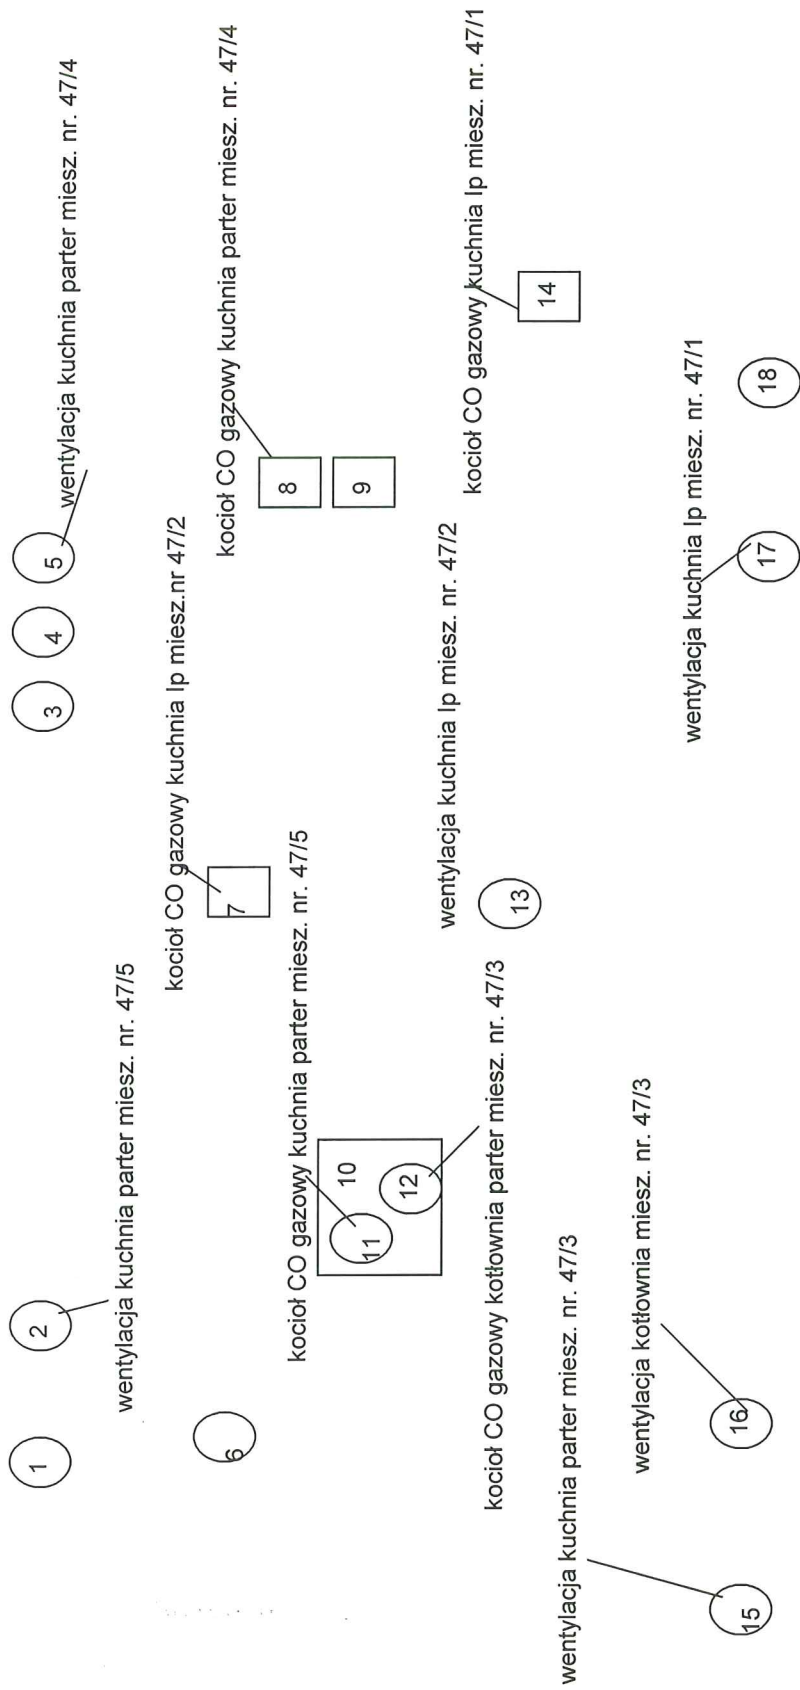 1
2
3
4
5
wentylacja kuchnia parter miesz. nr. 47/5
wentylacja kuchnia parter miesz. nr. 47/4
kocioł CO gazowy kuchnia Ip miesz.nr 47/2
kocioł CO gazowy kuchnia parter miesz. nr. 47/4
6
7
8
9
kocioł CO gazowy kuchnia parter miesz. nr. 47/5
10
11
12
wentylacja kuchnia Ip miesz. nr. 47/2
13
kocioł CO gazowy kuchnia Ip miesz. nr. 47/1
14
kocioł CO gazowy kotłownia parter miesz. nr. 47/3
wentylacja kuchnia parter miesz. nr. 47/3
wentylacja kotłownia miesz. nr. 47/3
wentylacja kuchnia Ip miesz. nr. 47/1
15
16
17
18